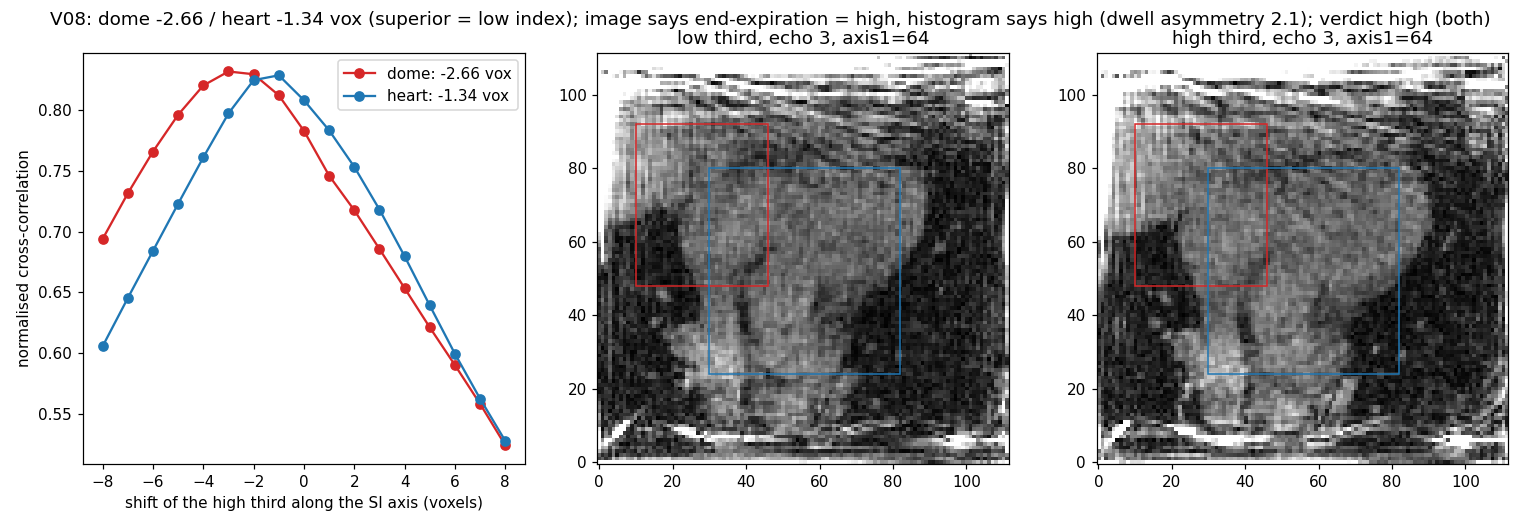 V08: dome -2.66 / heart -1.34 vox (superior = low index); image says end-expiration = high, histogram says high (dwell asymmetry 2.1); verdict high (both)
low third, echo 3, axis1=64
high third, echo 3, axis1=64
normalised cross-correlation
0.80
0.75
0.70
0.65
0.60
0.55
−8 −6 −4 −2 0 2 4 6 8
shift of the high third along the SI axis (voxels)
dome: -2.66 vox
heart: -1.34 vox
100
80
60
40
20
0
0 20 40 60 80 100
100
80
60
40
20
0
0 20 40 60 80 100